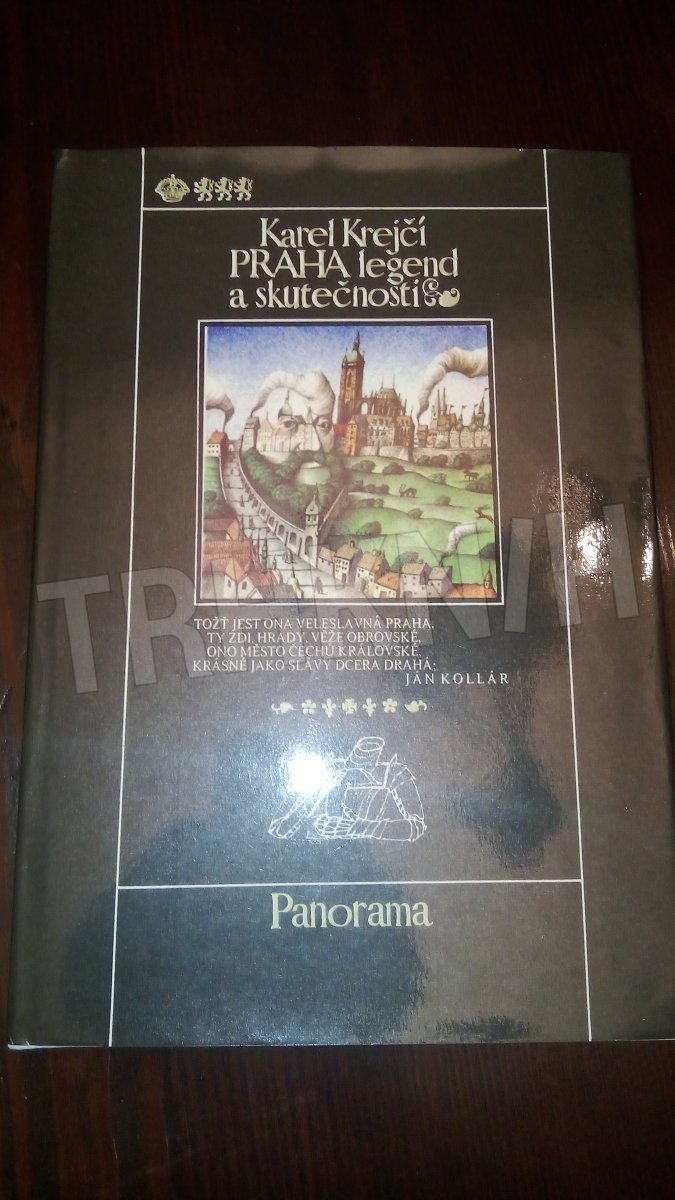 Karel Krejčí
PRAHA legend
a skutečnosti
TOŽŤ JEST ONA VELESLAVNÁ PRAHA,
TY ZDI, HRADY, VĚŽE OBROVSKÉ,
ONO MĚSTO ČECHŮ KRÁLOVSKÉ,
KRÁSNÉ JAKO SLÁVY DCERA DRAHÁ;
JÁN KOLLÁR
Panorama